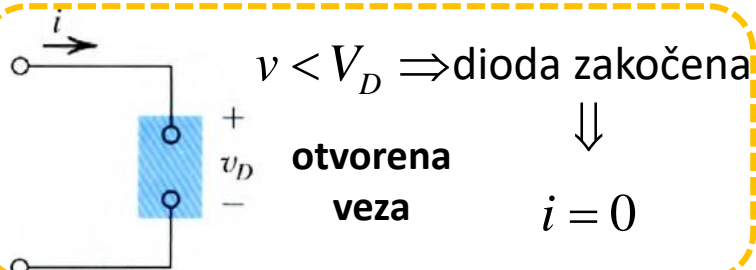 i
v < V_D ⇒ dioda zakočena
⇓
+
v_D
−
otvorena
veza
i = 0